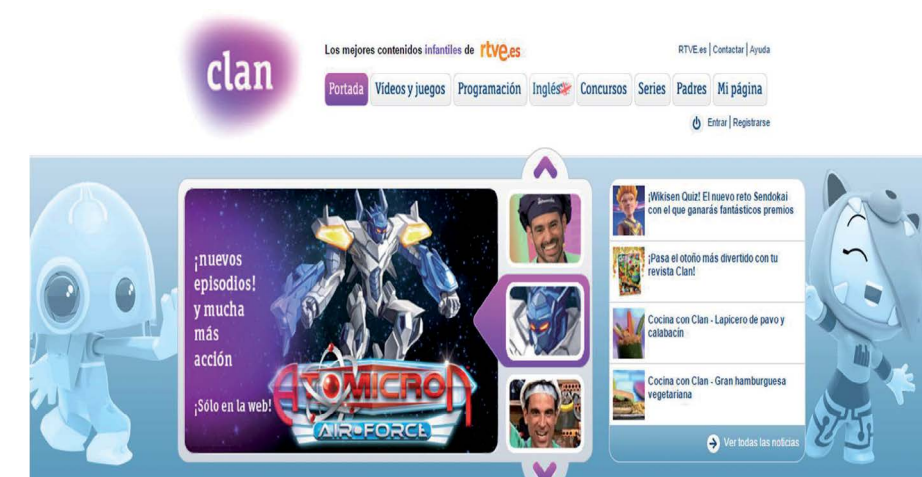 clan
Los mejores contenidos infantiles de rtve.es
RTVE.es | Contactar | Ayuda
Portada Vídeos y juegos Programación Inglés Concursos Series Padres Mi página
Entrar | Registrarse
¡nuevos
episodios!
y mucha
más
acción
¡Sólo en la web!
ATOMICRON
AIR-FORCE
¡Wikisen Quiz! El nuevo reto Sendokai
con el que ganarás fantásticos premios
¡Pasa el otoño más divertido con tu
revista Clan!
Cocina con Clan - Lapicero de pavo y
calabacín
Cocina con Clan - Gran hamburguesa
vegetariana
Ver todas las noticias